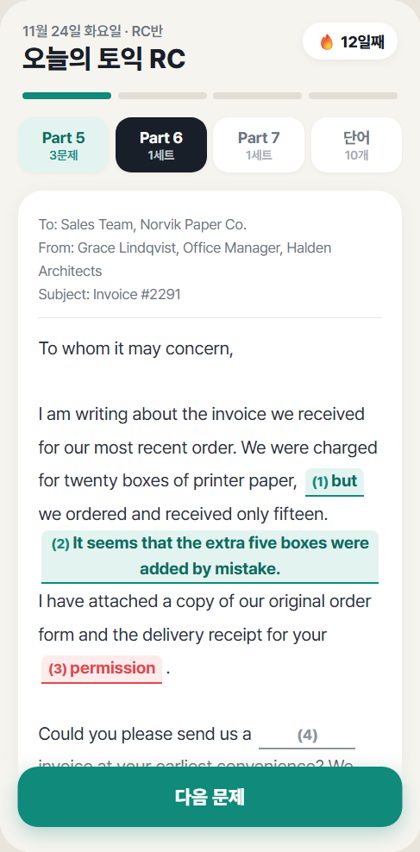 11월 24일 화요일 · RC반
오늘의 토익 RC
🔥 12일째
Part 5
3문제
Part 6
1세트
Part 7
1세트
단어
10개
To: Sales Team, Norvik Paper Co.
From: Grace Lindqvist, Office Manager, Halden
Architects
Subject: Invoice #2291
To whom it may concern,
I am writing about the invoice we received
for our most recent order. We were charged
for twenty boxes of printer paper, (1) but
we ordered and received only fifteen.
(2) It seems that the extra five boxes were
added by mistake.
I have attached a copy of our original order
form and the delivery receipt for your
(3) permission .
Could you please send us a (4)
invoice at your earliest convenience? We
다음 문제